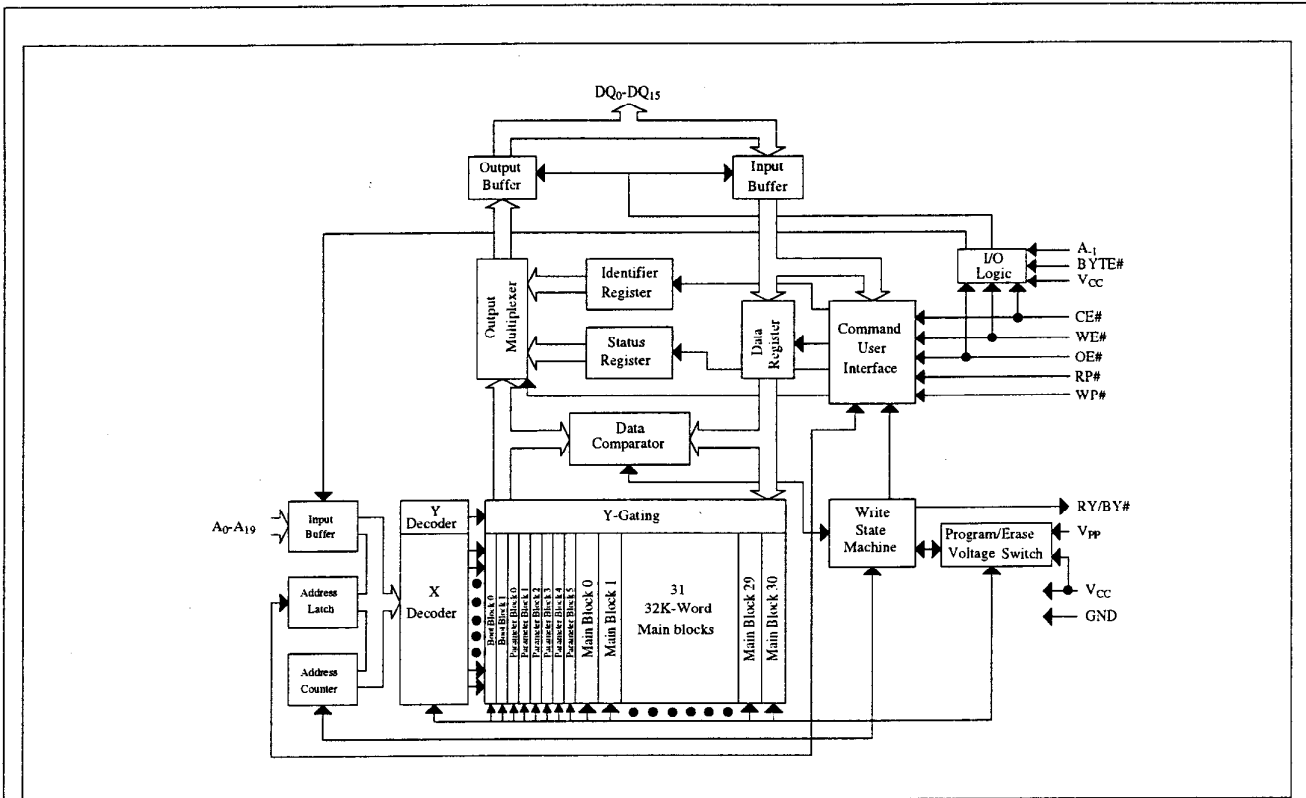 DQ0-DQ15
Output
Buffer
Input
Buffer
A-1
BYTE#
VCC
I/O
Logic
Output
Multiplexer
Identifier
Register
Status
Register
Data
Register
Command
User
Interface
CE#
WE#
OE#
RP#
WP#
Data
Comparator
A0-A19
Input
Buffer
Address
Latch
Address
Counter
Y
Decoder
X
Decoder
Y-Gating
Boot Block 0
Boot Block 1
Parameter Block 0
Parameter Block 1
Parameter Block 2
Parameter Block 3
Parameter Block 4
Parameter Block 5
Main Block 0
Main Block 1
31
32K-Word
Main blocks
Main Block 29
Main Block 30
Write
State
Machine
Program/Erase
Voltage Switch
RY/BY#
VPP
VCC
GND